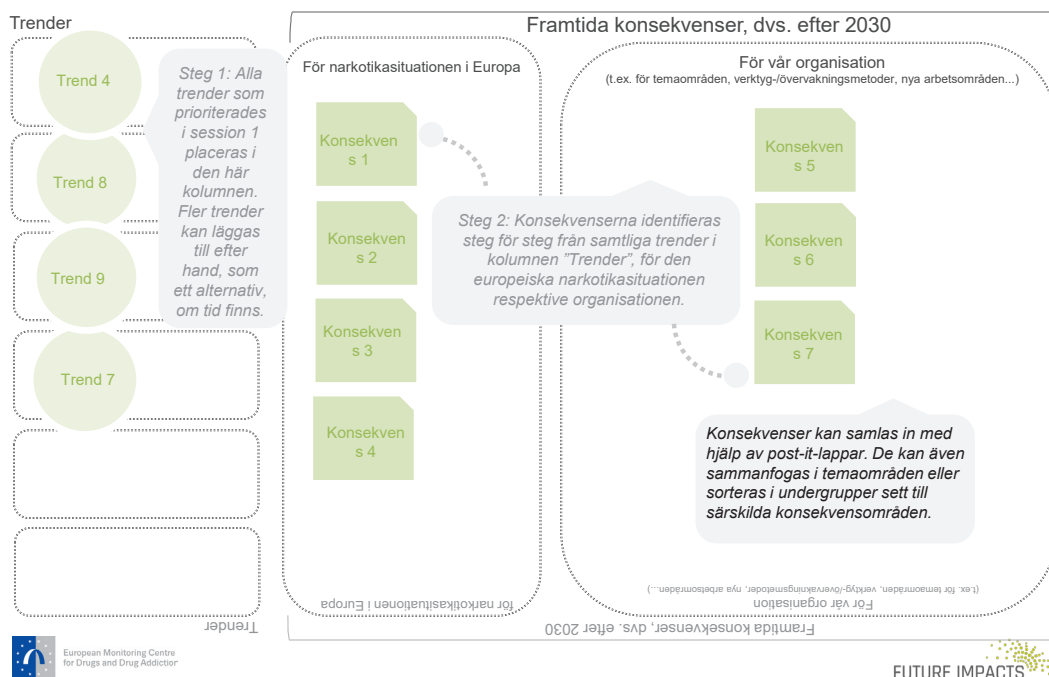 Trender
Framtida konsekvenser, dvs. efter 2030
Trend 4
Trend 8
Trend 9
Trend 7
Steg 1: Alla
trender som
prioriterades
i session 1
placeras i
den här
kolumnen.
Fler trender
kan läggas
till efter
hand, som
ett alternativ,
om tid finns.
För narkotikasituationen i Europa
Konsekven
s 1
Konsekven
s 2
Konsekven
s 3
Konsekven
s 4
Steg 2: Konsekvenserna identifieras
steg för steg från samtliga trender i
kolumnen ”Trender”, för den
europeiska narkotikasituationen
respektive organisationen.
För vår organisation
(t.ex. för temaområden, verktyg-/övervakningsmetoder, nya arbetsområden...)
Konsekven
s 5
Konsekven
s 6
Konsekven
s 7
Konsekvenser kan samlas in med
hjälp av post-it-lappar. De kan även
sammanfogas i temaområden eller
sorteras i undergrupper sett till
särskilda konsekvensområden.
för narkotikasituationen i Europa
(t.ex. för temaområden, verktyg-/övervakningsmetoder, nya arbetsområden...)
För vår organisation
Trender
Framtida konsekvenser, dvs. efter 2030
European Monitoring Centre
for Drugs and Drug Addiction
FUTURE IMPACTS